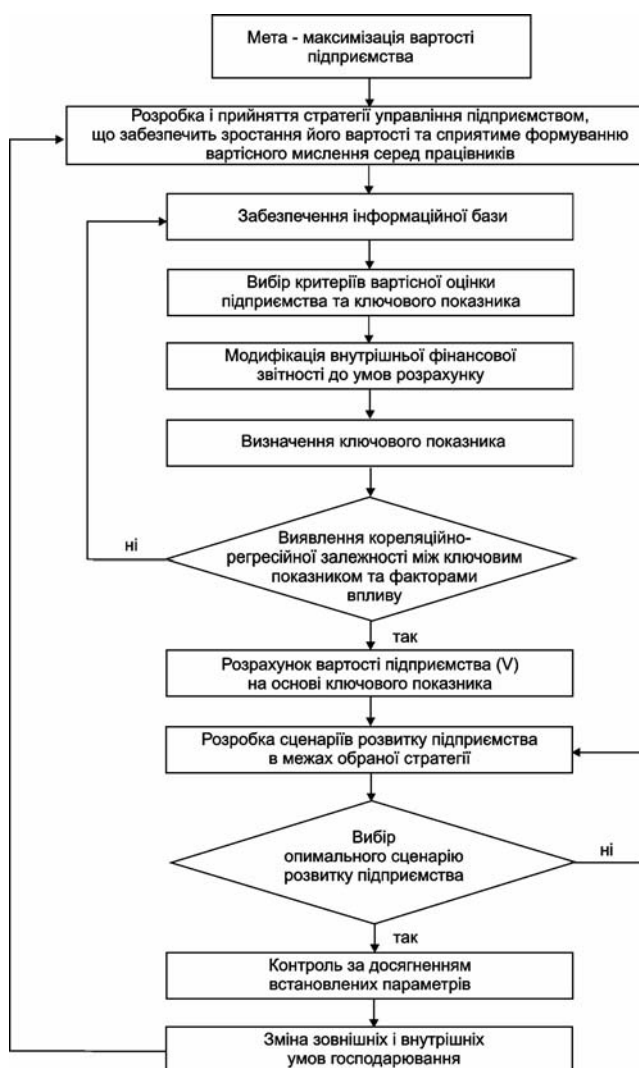 Мета - максимізація вартості
підприємства
Розробка і прийняття стратегії управління підприємством,
що забезпечить зростання його вартості та сприятиме формуванню
вартісного мислення серед працівників
Забезпечення інформаційної бази
Вибір критеріїв вартісної оцінки
підприємства та ключового показника
Модифікація внутрішньої фінансової
звітності до умов розрахунку
Визначення ключового показника
ні
Виявлення кореляційно-
регресійної залежності між ключовим
показником та факторами
впливу
так
Розрахунок вартості підприємства (V)
на основі ключового показника
Розробка сценаріїв розвитку підприємства
в межах обраної стратегії
Вибір
опимального сценарію
розвитку підприємства
ні
так
Контроль за досягненням
встановлених параметрів
Зміна зовнішніх і внутрішніх
умов господарювання